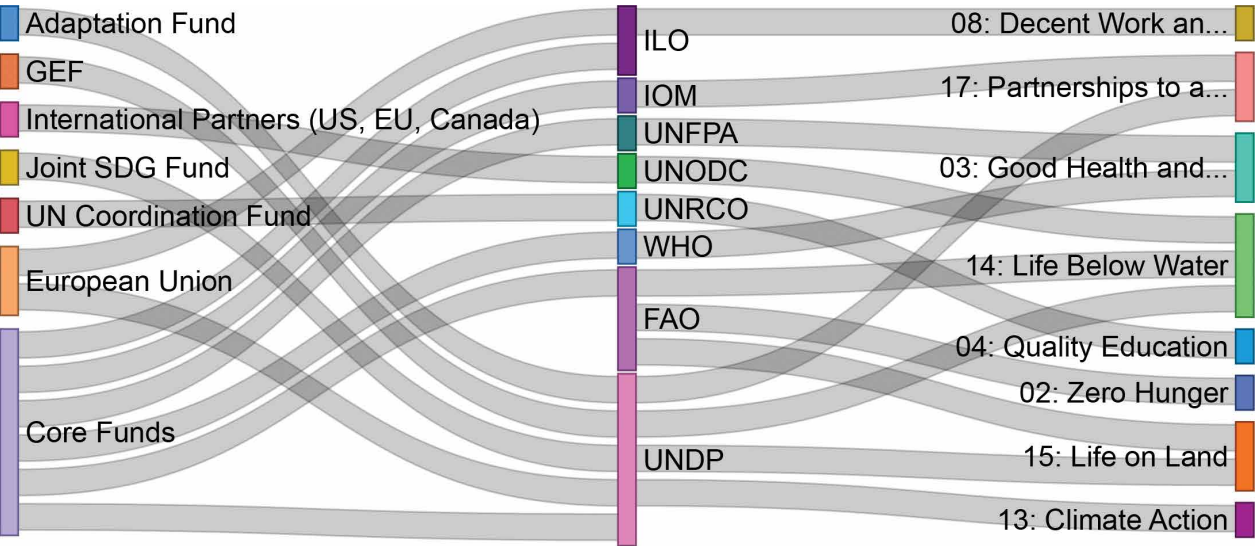 Adaptation Fund
GEF
International Partners (US, EU, Canada)
Joint SDG Fund
UN Coordination Fund
European Union
Core Funds
ILO
IOM
UNFPA
UNODC
UNRCO
WHO
FAO
UNDP
08: Decent Work an...
17: Partnerships to a...
03: Good Health and...
14: Life Below Water
04: Quality Education
02: Zero Hunger
15: Life on Land
13: Climate Action